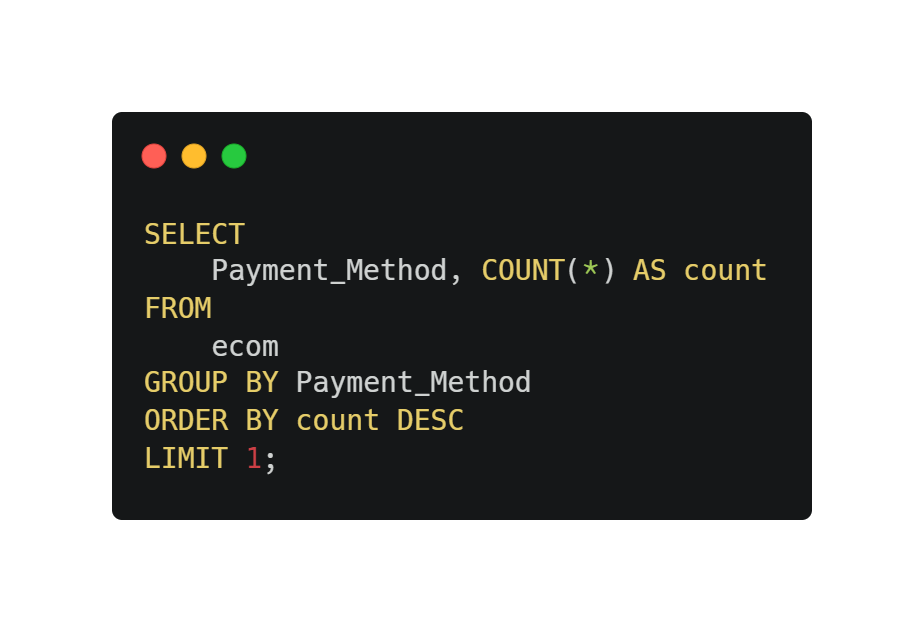 SELECT
    Payment_Method, COUNT(*) AS count
FROM
    ecom
GROUP BY Payment_Method
ORDER BY count DESC
LIMIT 1;